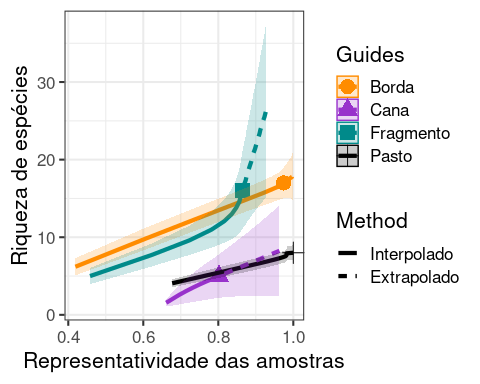 Riqueza de espécies
30
20
10
0
0.4 0.6 0.8 1.0
Representatividade das amostras
Guides
Borda
Cana
Fragmento
Pasto
Method
Interpolado
Extrapolado